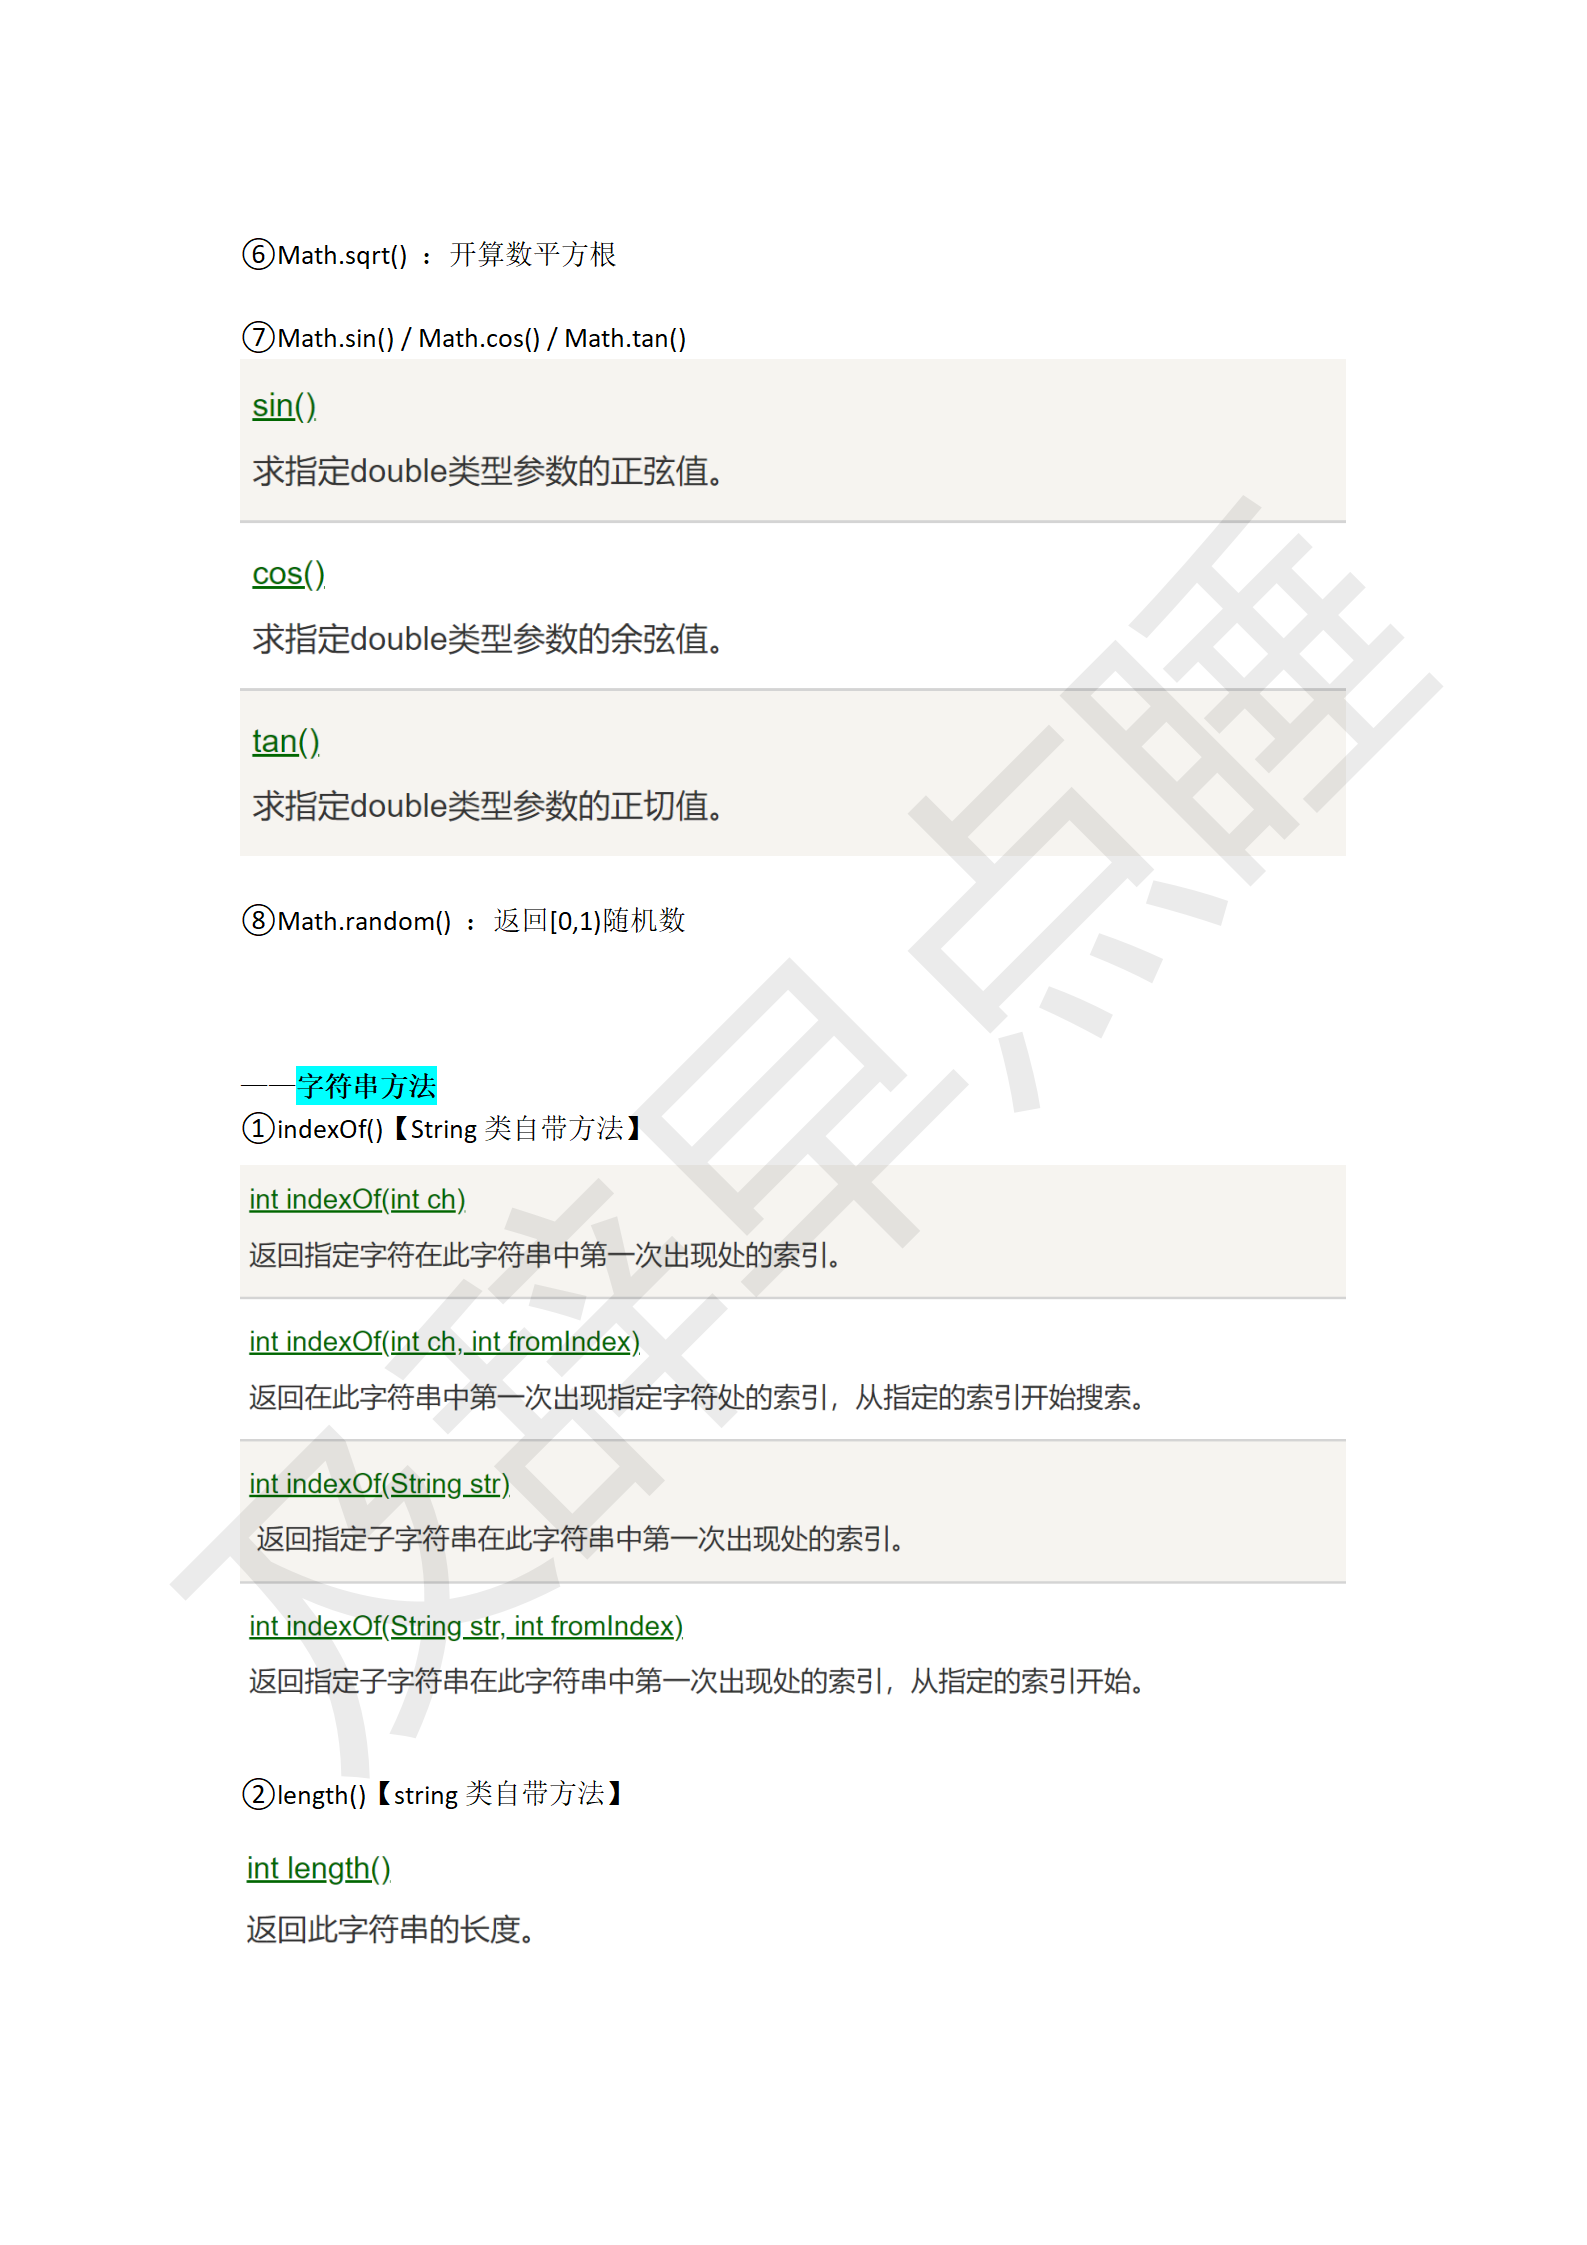 ⑥Math.sqrt() ：开算数平方根
⑦Math.sin() / Math.cos() / Math.tan()
sin()
求指定double类型参数的正弦值。
cos()
求指定double类型参数的余弦值。
tan()
求指定double类型参数的正切值。
⑧Math.random() ：返回[0,1)随机数
——字符串方法
①indexOf()【String 类自带方法】
int indexOf(int ch)
返回指定字符在此字符串中第一次出现处的索引。
int indexOf(int ch, int fromIndex)
返回在此字符串中第一次出现指定字符处的索引，从指定的索引开始搜索。
int indexOf(String str)
返回指定子字符串在此字符串中第一次出现处的索引。
int indexOf(String str, int fromIndex)
返回指定子字符串在此字符串中第一次出现处的索引，从指定的索引开始。
②length()【string 类自带方法】
int length()
返回此字符串的长度。
及辞早点睡